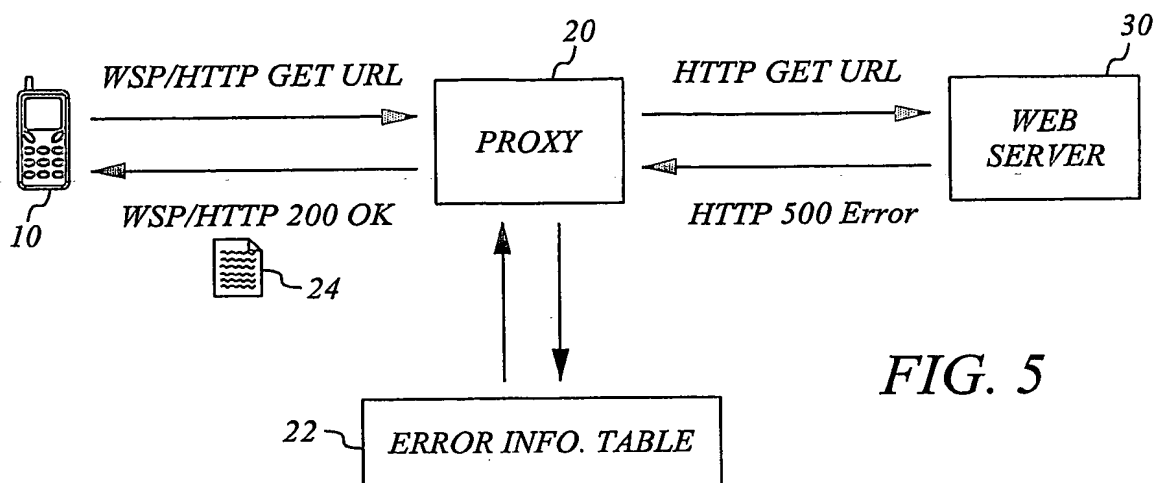 20
30
WSP/HTTP GET URL
HTTP GET URL
PROXY
WEB
SERVER
10
WSP/HTTP 200 OK
HTTP 500 Error
24
FIG. 5
22
ERROR INFO. TABLE